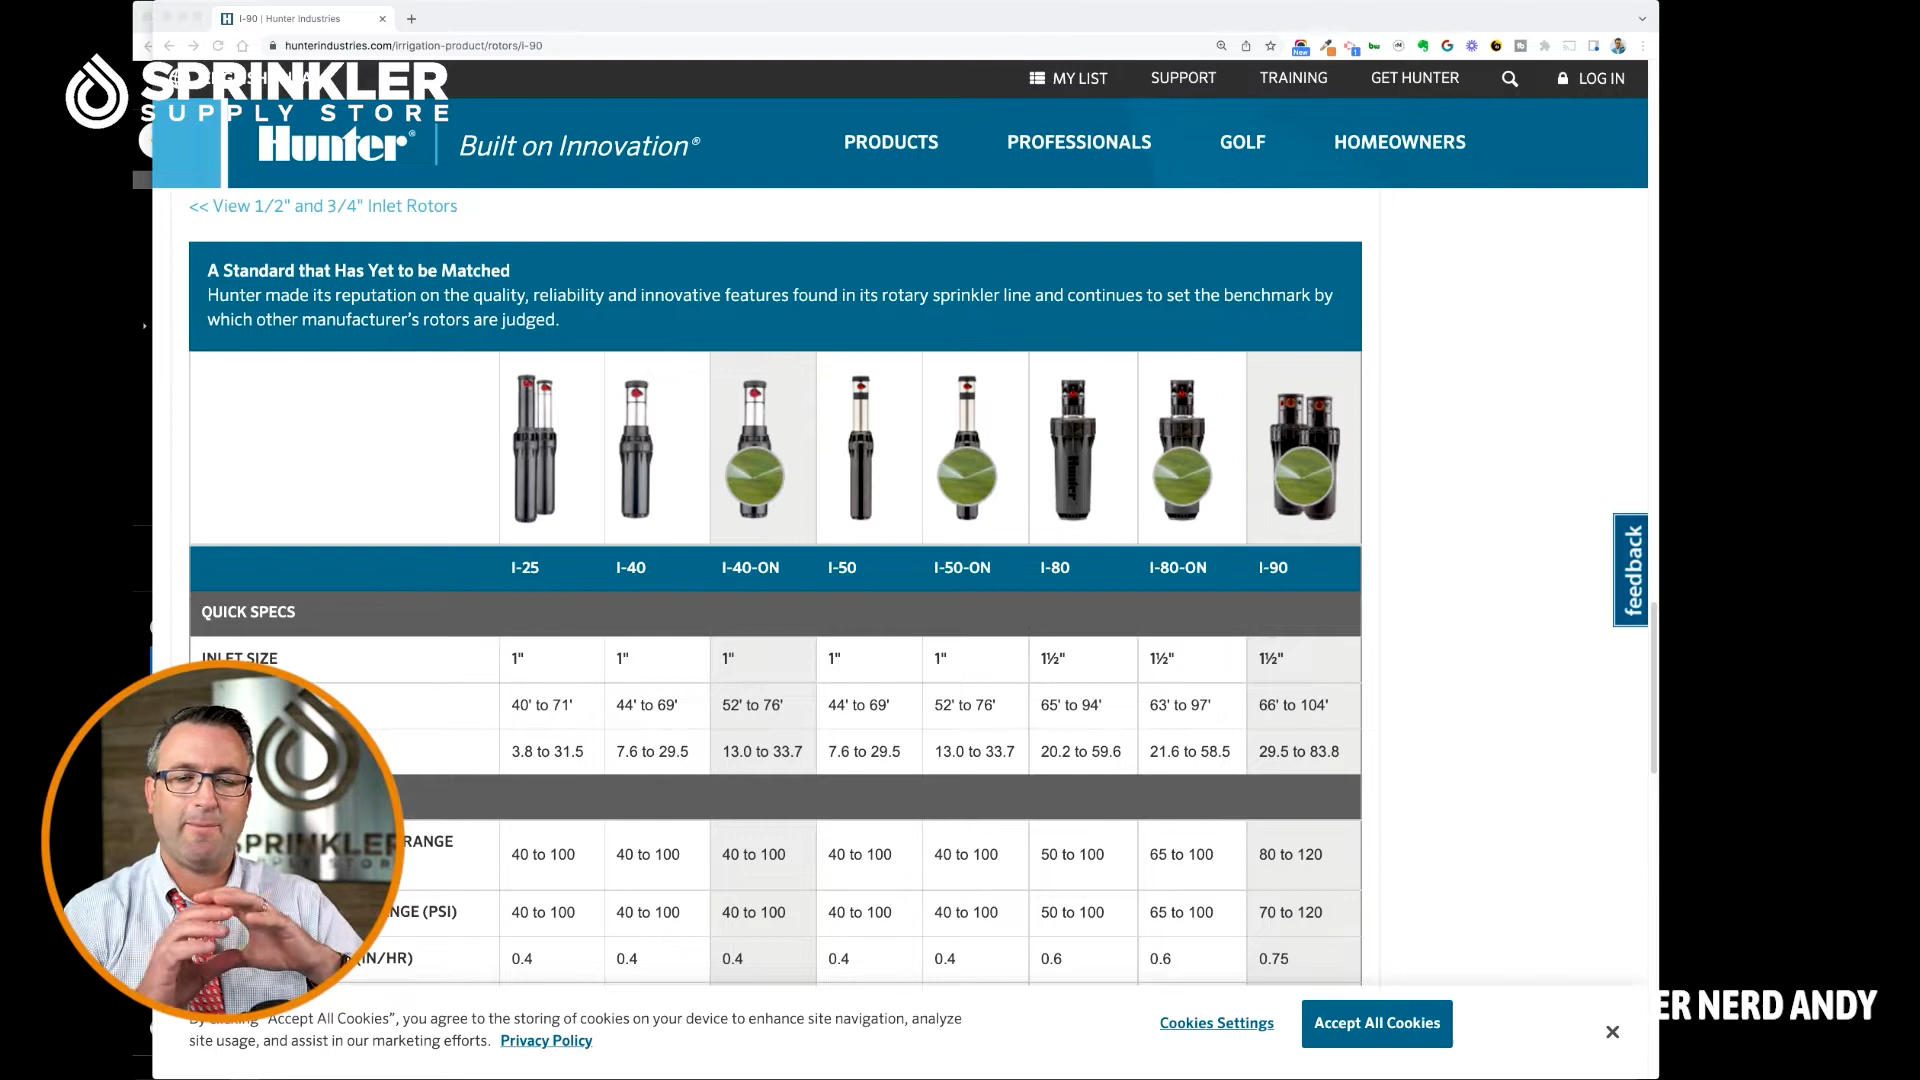 I-90 | Hunter Industries
hunterindustries.com/irrigation-product/rotors/i-90
New
1
SPRINKLER
SUPPLY STORE
MY LIST
SUPPORT
TRAINING
GET HUNTER
LOG IN
Hunter®
Built on Innovation®
PRODUCTS
PROFESSIONALS
GOLF
HOMEOWNERS
<< View 1/2" and 3/4" Inlet Rotors
A Standard that Has Yet to be Matched
Hunter made its reputation on the quality, reliability and innovative features found in its rotary sprinkler line and continues to set the benchmark by
which other manufacturer's rotors are judged.
Hunter
I-25 I-40 I-40-ON I-50 I-50-ON I-80 I-80-ON I-90
QUICK SPECS
INLET SIZE 1" 1" 1" 1" 1" 1½" 1½" 1½"
40' to 71' 44' to 69' 52' to 76' 44' to 69' 52' to 76' 65' to 94' 63' to 97' 66' to 104'
3.8 to 31.5 7.6 to 29.5 13.0 to 33.7 7.6 to 29.5 13.0 to 33.7 20.2 to 59.6 21.6 to 58.5 29.5 to 83.8
RANGE
40 to 100 40 to 100 40 to 100 40 to 100 40 to 100 50 to 100 65 to 100 80 to 120
NGE (PSI) 40 to 100 40 to 100 40 to 100 40 to 100 40 to 100 50 to 100 65 to 100 70 to 120
(IN/HR) 0.4 0.4 0.4 0.4 0.4 0.6 0.6 0.75
feedback
SPRINKLER
By clicking "Accept All Cookies", you agree to the storing of cookies on your device to enhance site navigation, analyze
site usage, and assist in our marketing efforts. Privacy Policy
Cookies Settings
Accept All Cookies
ER NERD ANDY